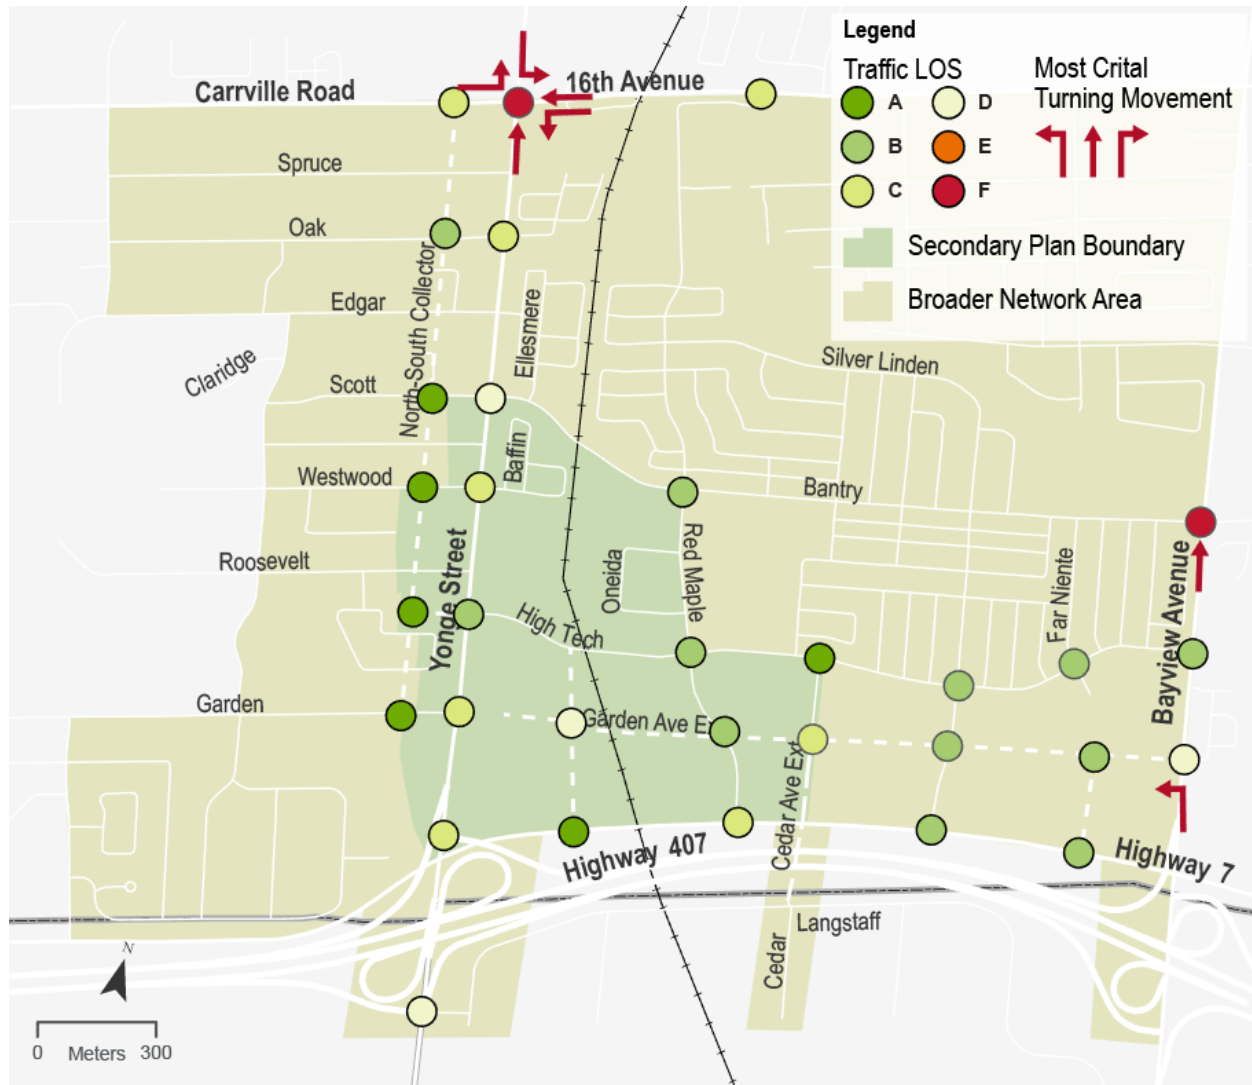 Legend
Traffic LOS
A
B
C
D
E
F
Most Crital
Turning Movement
Secondary Plan Boundary
Broader Network Area
Carrville Road
16th Avenue
Spruce
Oak
North-South Collector
Edgar
Ellesmere
Claridge
Scott
Silver Linden
Westwood
Baffin
Bantry
Roosevelt
Yonge Street
Oneida
Red Maple
High Tech
Far Niente
Bayview Avenue
Garden
Garden Ave Ex
Cedar Ave Ext
Highway 407
Highway 7
Langstaff
Cedar
N
0 Meters 300